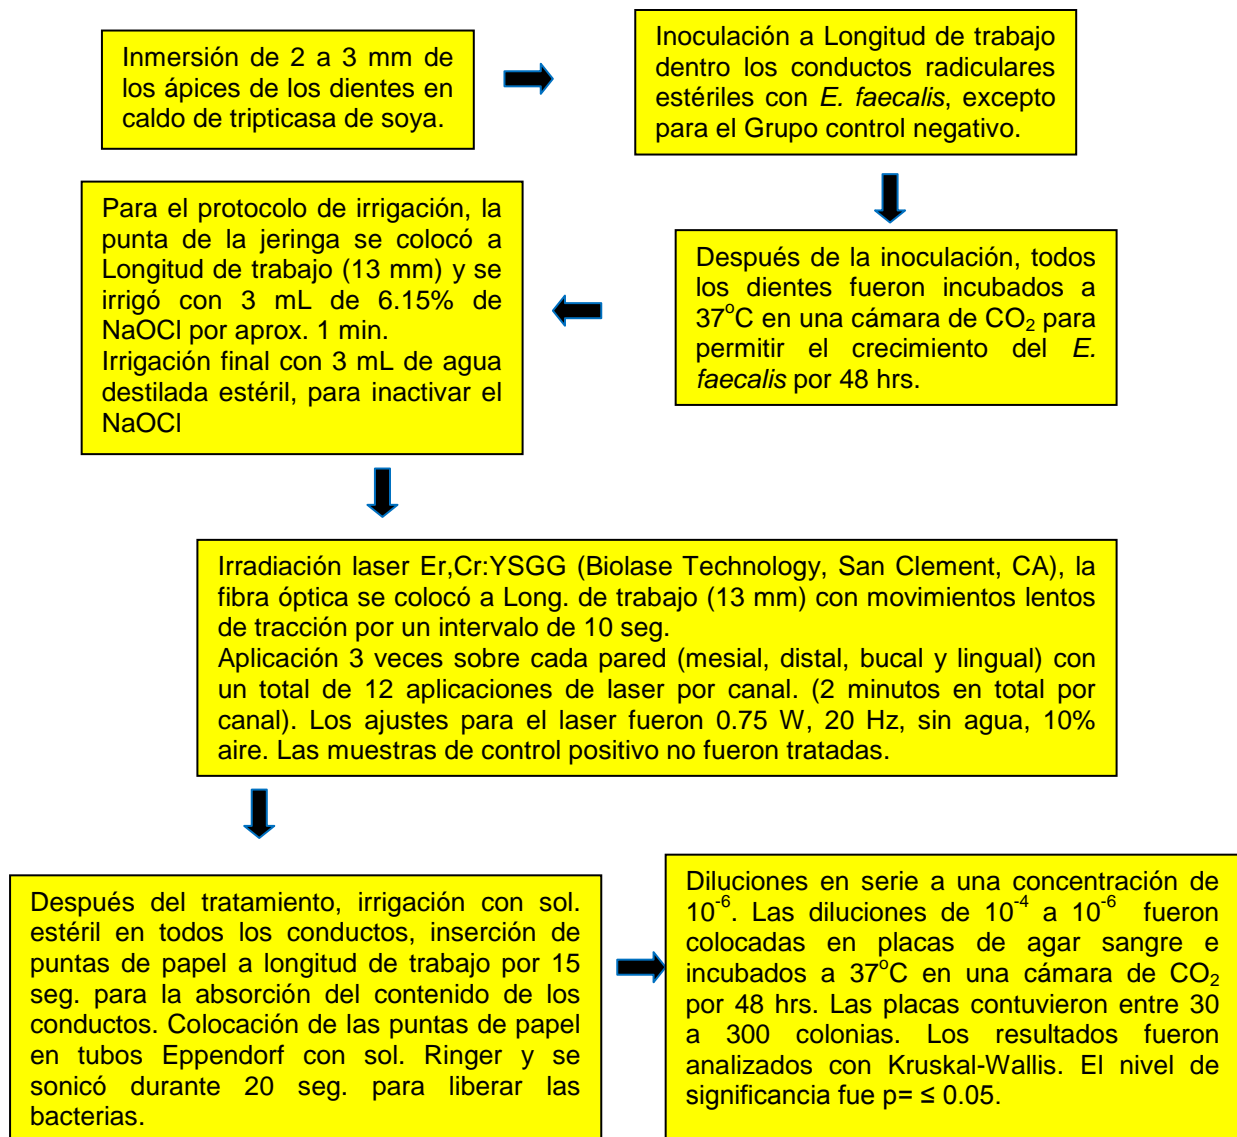 Inmersión de 2 a 3 mm de
los ápices de los dientes en
caldo de tripticasa de soya.
Inoculación a Longitud de trabajo
dentro los conductos radiculares
estériles con E. faecalis, excepto
para el Grupo control negativo.
Después de la inoculación, todos
los dientes fueron incubados a
37°C en una cámara de CO₂ para
permitir el crecimiento del E.
faecalis por 48 hrs.
Para el protocolo de irrigación, la
punta de la jeringa se colocó a
Longitud de trabajo (13 mm) y se
irrigó con 3 mL de 6.15% de
NaOCl por aprox. 1 min.
Irrigación final con 3 mL de agua
destilada estéril, para inactivar el
NaOCl
Irradiación laser Er,Cr:YSGG (Biolase Technology, San Clement, CA), la
fibra óptica se colocó a Long. de trabajo (13 mm) con movimientos lentos
de tracción por un intervalo de 10 seg.
Aplicación 3 veces sobre cada pared (mesial, distal, bucal y lingual) con
un total de 12 aplicaciones de laser por canal. (2 minutos en total por
canal). Los ajustes para el laser fueron 0.75 W, 20 Hz, sin agua, 10%
aire. Las muestras de control positivo no fueron tratadas.
Después del tratamiento, irrigación con sol.
estéril en todos los conductos, inserción de
puntas de papel a longitud de trabajo por 15
seg. para la absorción del contenido de los
conductos. Colocación de las puntas de papel
en tubos Eppendorf con sol. Ringer y se
sonicó durante 20 seg. para liberar las
bacterias.
Diluciones en serie a una concentración de
10⁻⁶. Las diluciones de 10⁻⁴ a 10⁻⁶ fueron
colocadas en placas de agar sangre e
incubados a 37°C en una cámara de CO₂
por 48 hrs. Las placas contuvieron entre 30
a 300 colonias. Los resultados fueron
analizados con Kruskal-Wallis. El nivel de
significancia fue p= ≤ 0.05.